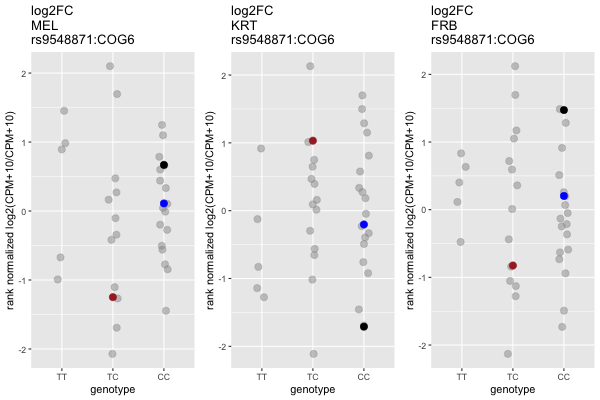 log2FC
MEL
rs9548871:COG6
rank normalized log2(CPM+10/CPM+10)
2
1
0
-1
-2
TT
TC
CC
genotype
log2FC
KRT
rs9548871:COG6
rank normalized log2(CPM+10/CPM+10)
2
1
0
-1
-2
TT
TC
CC
genotype
log2FC
FRB
rs9548871:COG6
rank normalized log2(CPM+10/CPM+10)
2
1
0
-1
-2
TT
TC
CC
genotype